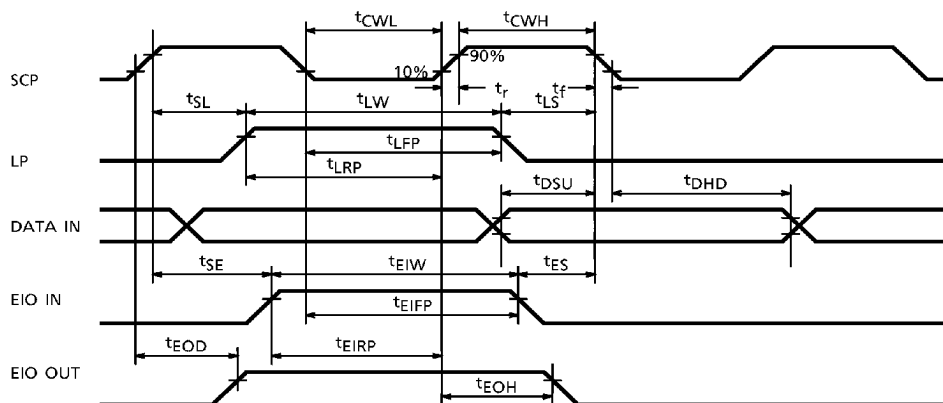 tCWL tCWH
SCP 10% 90%
tSL tLW tr tLS tf
LP tLFP
tLRP
tDSU tDHD
DATA IN
tSE tEIW tES
EIO IN tEIFP
tEOD tEIRP
EIO OUT tEOH